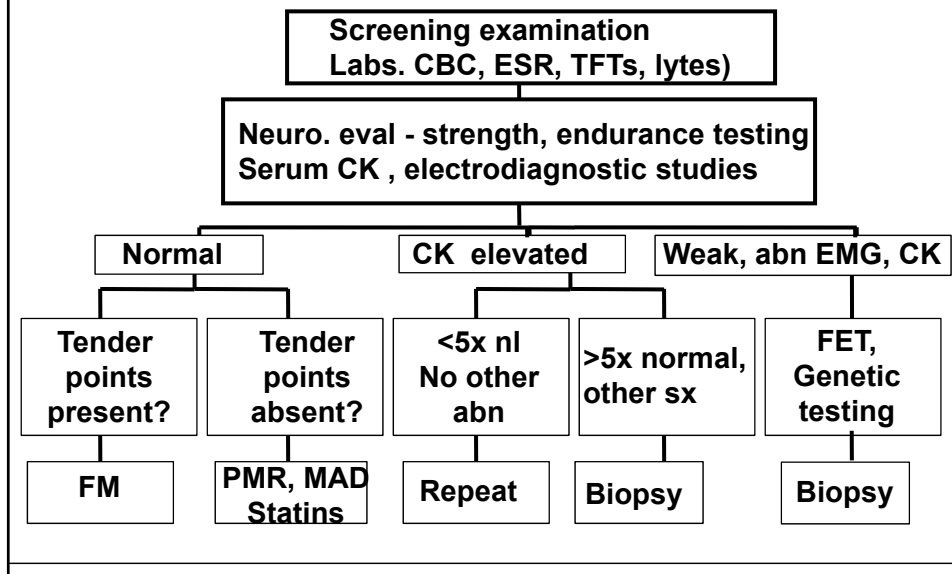 Screening examination
Labs. CBC, ESR, TFTs, lytes)
Neuro. eval - strength, endurance testing
Serum CK , electrodiagnostic studies
Normal
CK elevated
Weak, abn EMG, CK
Tender
points
present?
Tender
points
absent?
<5x nl
No other
abn
>5x normal,
other sx
FET,
Genetic
testing
FM
PMR, MAD
Statins
Repeat
Biopsy
Biopsy